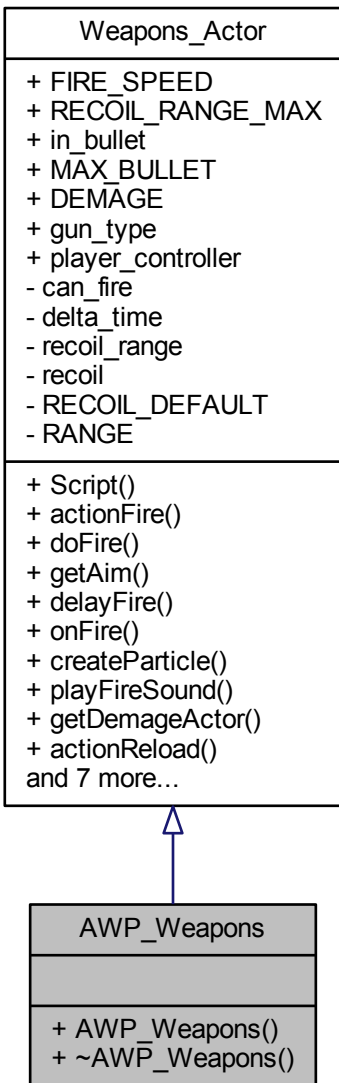 Weapons_Actor
+ FIRE_SPEED
+ RECOIL_RANGE_MAX
+ in_bullet
+ MAX_BULLET
+ DEMAGE
+ gun_type
+ player_controller
- can_fire
- delta_time
- recoil_range
- recoil
- RECOIL_DEFAULT
- RANGE
+ Script()
+ actionFire()
+ doFire()
+ getAim()
+ delayFire()
+ onFire()
+ createParticle()
+ playFireSound()
+ getDemageActor()
+ actionReload()
and 7 more...
AWP_Weapons
+ AWP_Weapons()
+ ~AWP_Weapons()